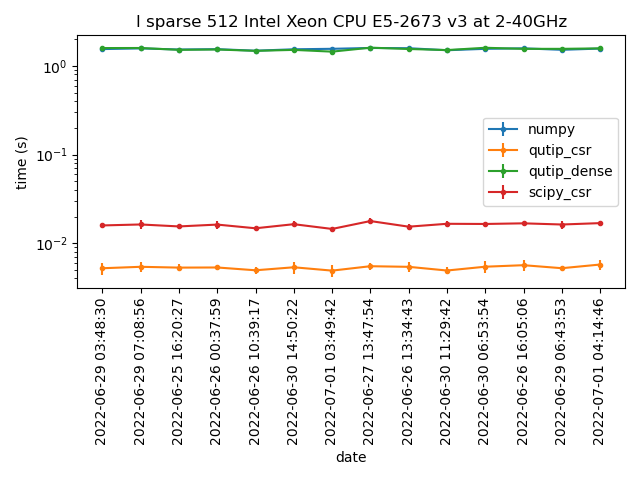 l sparse 512 Intel Xeon CPU E5-2673 v3 at 2-40GHz
time (s)
10⁰
10⁻¹
10⁻²
numpy
qutip_csr
qutip_dense
scipy_csr
2022-06-29 03:48:30
2022-06-29 07:08:56
2022-06-25 16:20:27
2022-06-26 00:37:59
2022-06-26 10:39:17
2022-06-30 14:50:22
2022-07-01 03:49:42
2022-06-27 13:47:54
2022-06-26 13:34:43
2022-06-30 11:29:42
2022-06-30 06:53:54
2022-06-26 16:05:06
2022-06-29 06:43:53
2022-07-01 04:14:46
date